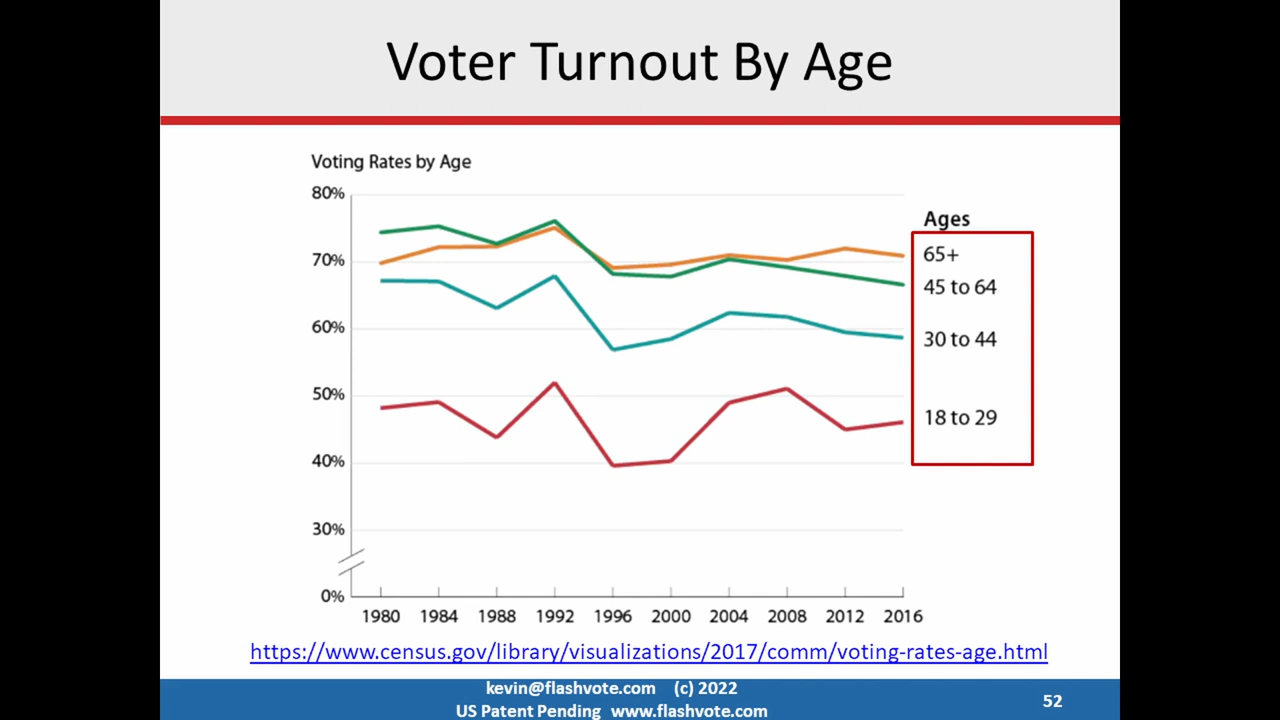 Voter Turnout By Age
Voting Rates by Age
80%
70%
60%
50%
40%
30%
0%
1980 1984 1988 1992 1996 2000 2004 2008 2012 2016
Ages
65+
45 to 64
30 to 44
18 to 29
https://www.census.gov/library/visualizations/2017/comm/voting-rates-age.html
kevin@flashvote.com (c) 2022
US Patent Pending www.flashvote.com
52